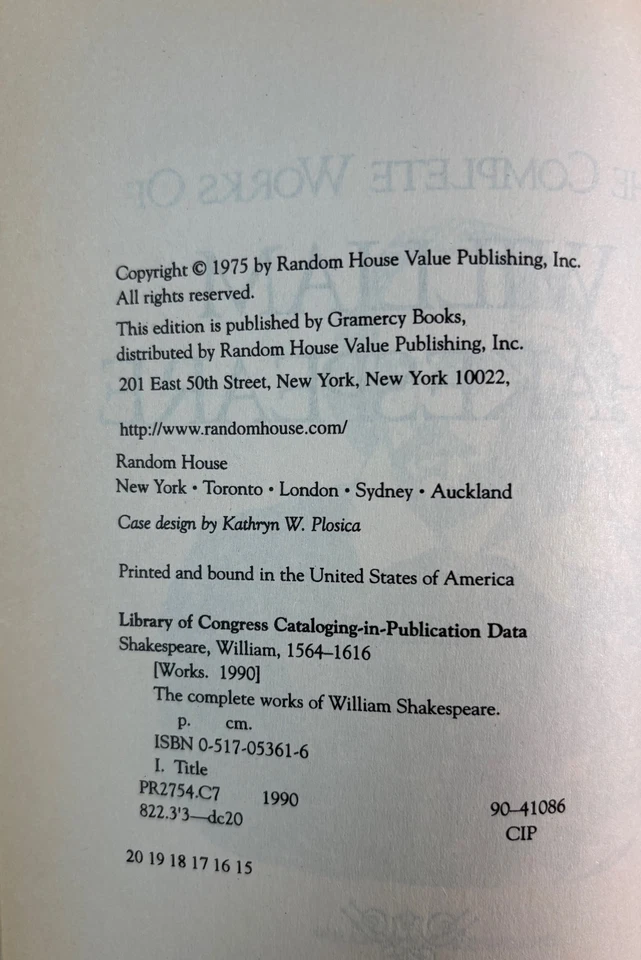 Copyright © 1975 by Random House Value Publishing, Inc.
All rights reserved.
This edition is published by Gramercy Books,
distributed by Random House Value Publishing, Inc.
201 East 50th Street, New York, New York 10022,
http://www.randomhouse.com/
Random House
New York • Toronto • London • Sydney • Auckland
Case design by Kathryn W. Plosica
Printed and bound in the United States of America
Library of Congress Cataloging-in-Publication Data
Shakespeare, William, 1564–1616
[Works. 1990]
The complete works of William Shakespeare.
p. cm.
ISBN 0-517-05361-6
I. Title
PR2754.C7 1990
822.3'3—dc20
90–41086
CIP
20 19 18 17 16 15